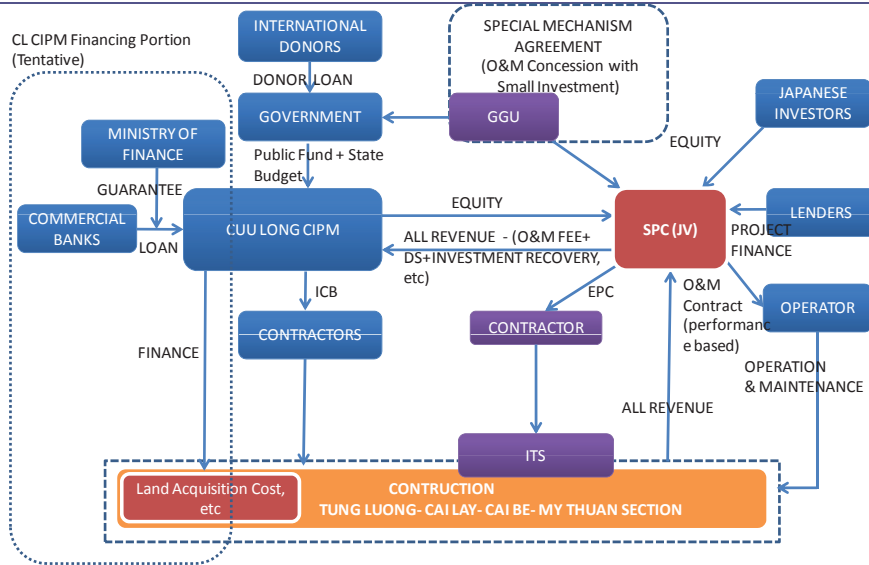 CL CIPM Financing Portion
(Tentative)
INTERNATIONAL
DONORS
SPECIAL MECHANISM
AGREEMENT
(O&M Concession with
Small Investment)
DONOR LOAN
JAPANESE
INVESTORS
MINISTRY OF
FINANCE
GOVERNMENT
GGU
EQUITY
Public Fund + State
Budget
GUARANTEE
COMMERCIAL
BANKS
LOAN
CUU LONG CIPM
EQUITY
SPC (JV)
LENDERS
PROJECT
FINANCE
ALL REVENUE - (O&M FEE+
DS+INVESTMENT RECOVERY,
etc)
ICB
EPC
O&M
Contract
(performanc
e based)
OPERATOR
CONTRACTORS
CONTRACTOR
FINANCE
OPERATION
& MAINTENANCE
ALL REVENUE
ITS
Land Acquisition Cost,
etc
CONTRUCTION
TUNG LUONG- CAI LAY- CAI BE- MY THUAN SECTION